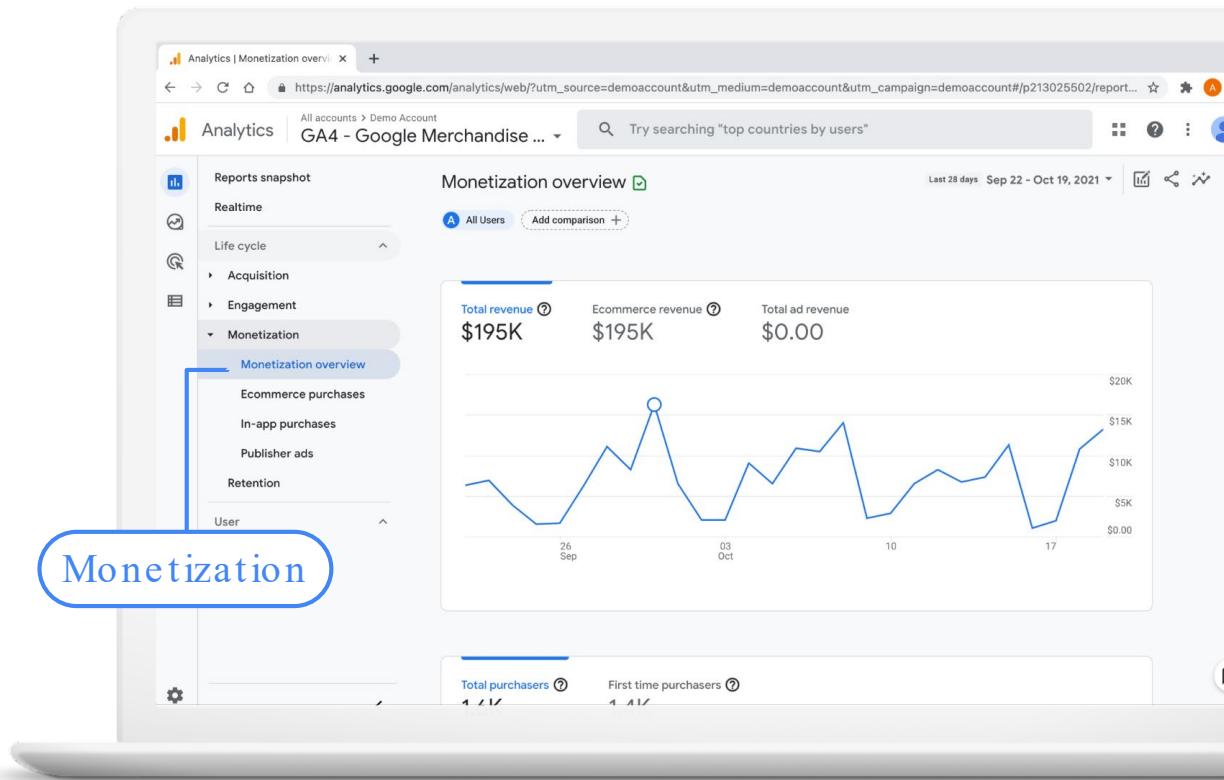 Analytics | Monetization overvi
https://analytics.google.com/analytics/web/?utm_source=demoaccount&utm_medium=demoaccount&utm_campaign=demoaccount#/p213025502/report...
A
Analytics
All accounts > Demo Account
GA4 - Google Merchandise ...
Try searching "top countries by users"
Reports snapshot
Realtime
Life cycle
Acquisition
Engagement
Monetization
Monetization overview
Ecommerce purchases
In-app purchases
Publisher ads
Retention
User
Monetization
Monetization overview
Last 28 days Sep 22 - Oct 19, 2021
A All Users
Add comparison +
Total revenue
$195K
Ecommerce revenue
$195K
Total ad revenue
$0.00
$20K
$15K
$10K
$5K
$0.00
26
Sep
03
Oct
10
17
Total purchasers
1.6K
First time purchasers
1.4K